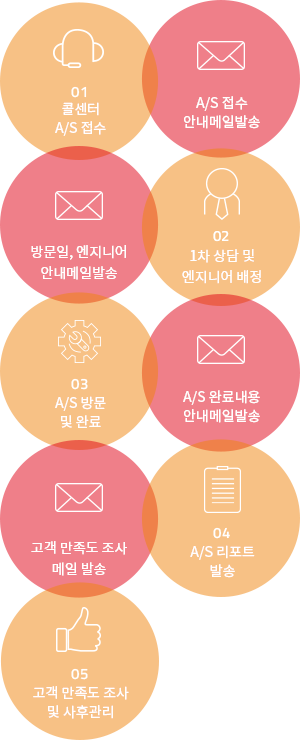 01
콜센터
A/S 접수
A/S 접수
안내메일발송
방문일, 엔지니어
안내메일발송
02
1차 상담 및
엔지니어 배정
03
A/S 방문
및 완료
A/S 완료내용
안내메일발송
고객 만족도 조사
메일 발송
04
A/S 리포트
발송
05
고객 만족도 조사
및 사후관리